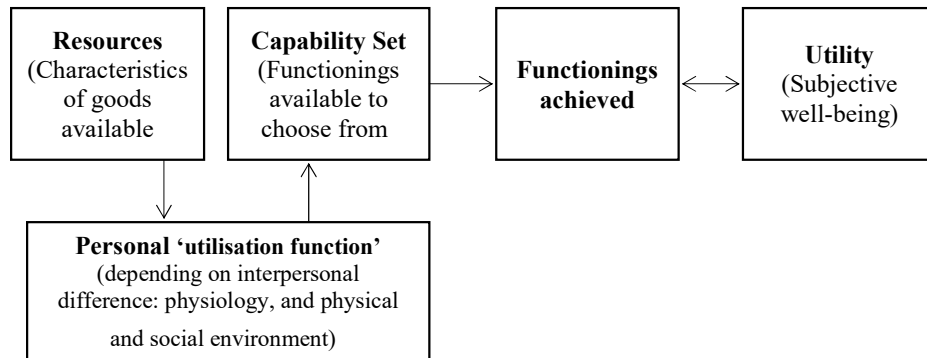 Resources
(Characteristics
of goods
available
Capability Set
(Functionings
available to
choose from
Functionings
achieved
Utility
(Subjective
well-being)
Personal ‘utilisation function’
(depending on interpersonal
difference: physiology, and physical
and social environment)